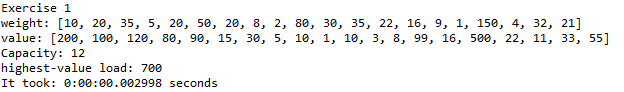 Exercise 1
weight: [10, 20, 35, 5, 20, 50, 20, 8, 2, 80, 30, 35, 22, 16, 9, 1, 150, 4, 32, 21]
value: [200, 100, 120, 80, 90, 15, 30, 5, 10, 1, 10, 3, 8, 99, 16, 500, 22, 11, 33, 55]
Capacity: 12
highest-value load: 700
It took: 0:00:00.002998 seconds